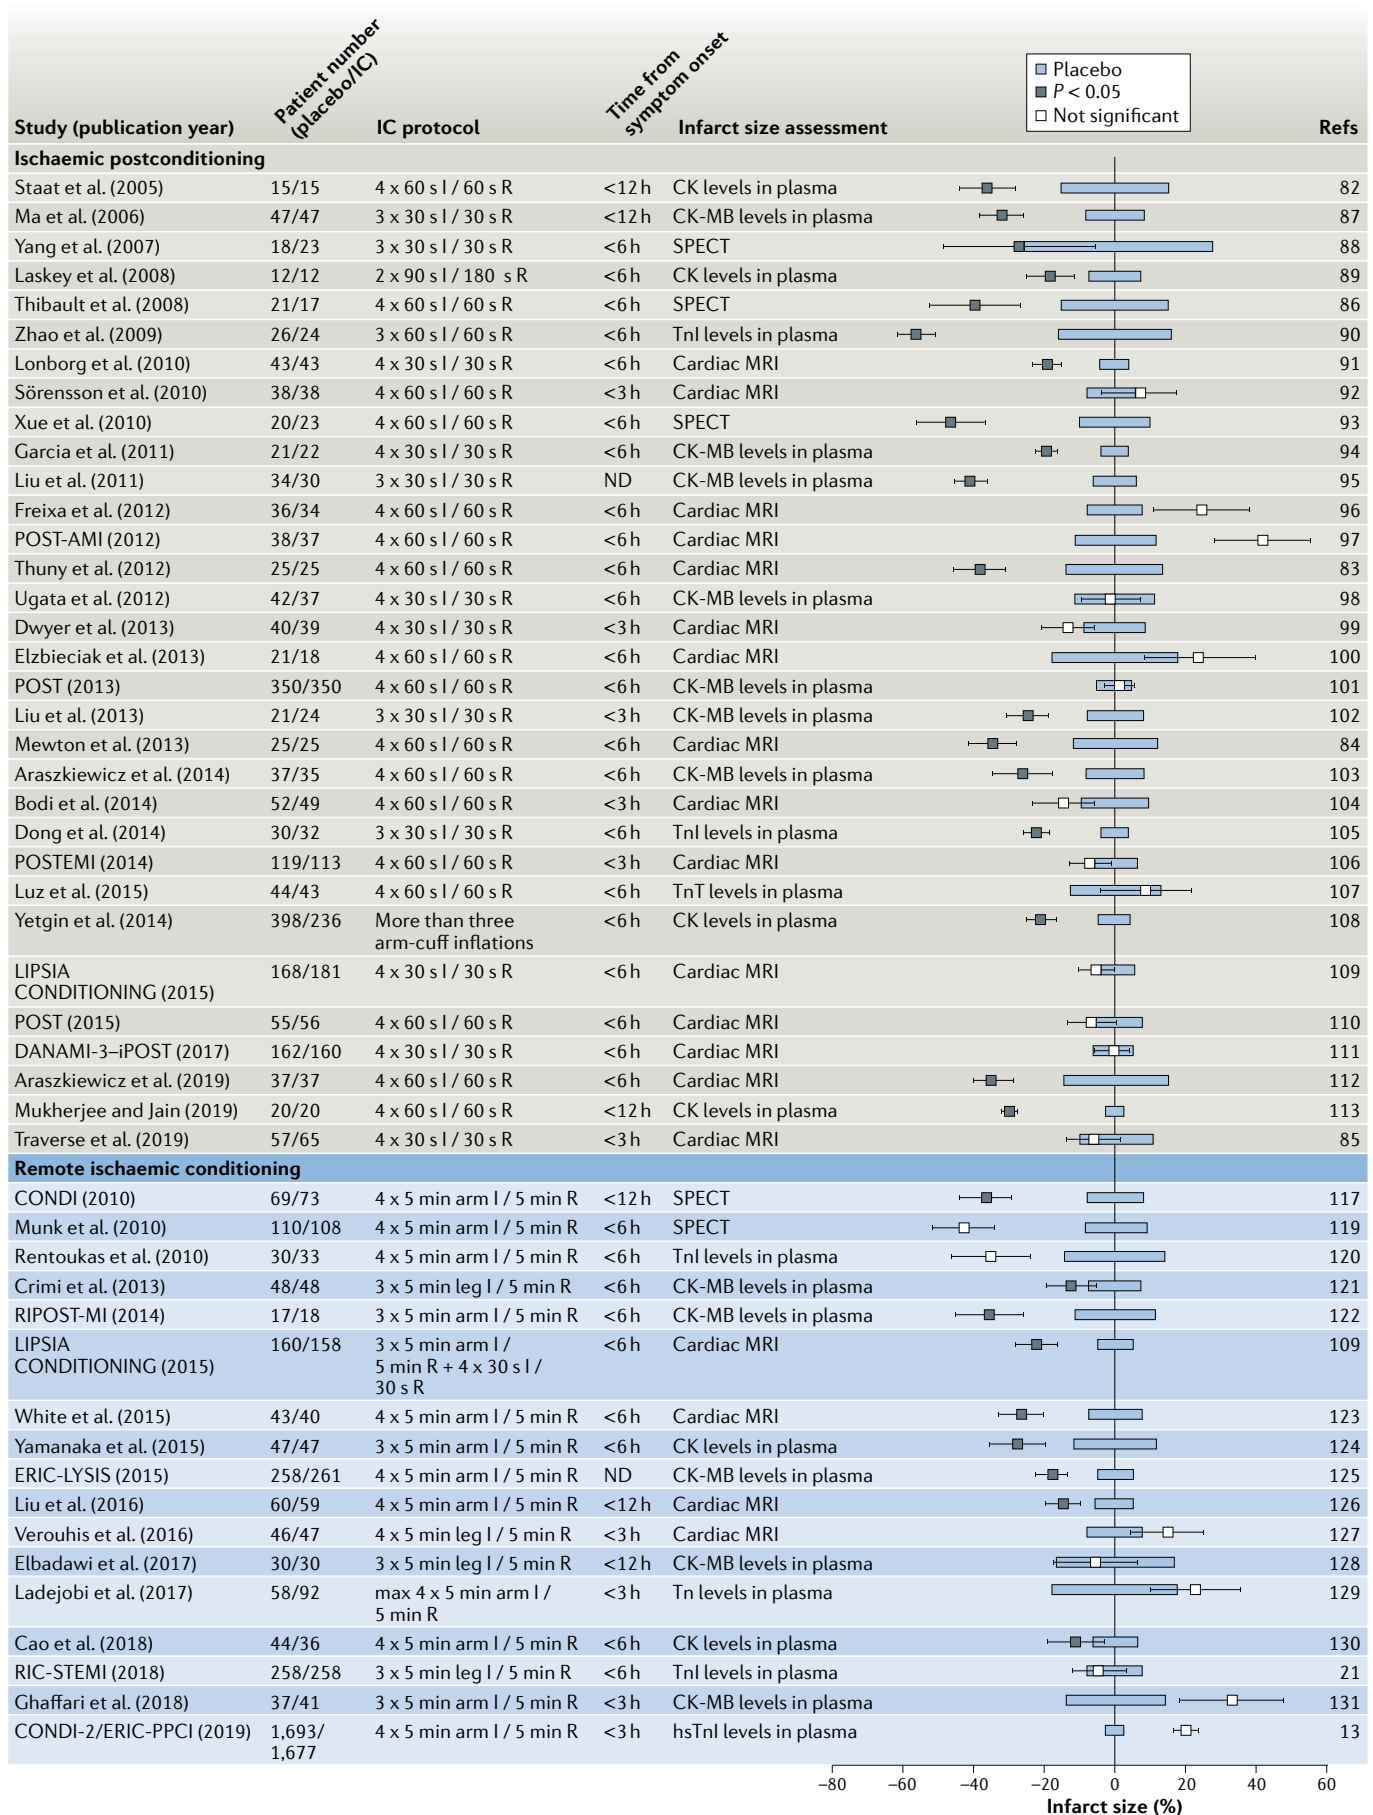 Study (publication year) Patient number (placebo/IC) IC protocol Time from symptom onset Infarct size assessment Placebo P < 0.05 Not significant Refs
Ischaemic postconditioning
Staat et al. (2005) 15/15 4 x 60 s I / 60 s R <12 h CK levels in plasma 82
Ma et al. (2006) 47/47 3 x 30 s I / 30 s R <12 h CK-MB levels in plasma 87
Yang et al. (2007) 18/23 3 x 30 s I / 30 s R <6 h SPECT 88
Laskey et al. (2008) 12/12 2 x 90 s I / 180 s R <6 h CK levels in plasma 89
Thibault et al. (2008) 21/17 4 x 60 s I / 60 s R <6 h SPECT 86
Zhao et al. (2009) 26/24 3 x 60 s I / 60 s R <6 h TnI levels in plasma 90
Lonborg et al. (2010) 43/43 4 x 30 s I / 30 s R <6 h Cardiac MRI 91
Sörensson et al. (2010) 38/38 4 x 60 s I / 60 s R <3 h Cardiac MRI 92
Xue et al. (2010) 20/23 4 x 60 s I / 60 s R <6 h SPECT 93
Garcia et al. (2011) 21/22 4 x 30 s I / 30 s R <6 h CK-MB levels in plasma 94
Liu et al. (2011) 34/30 3 x 30 s I / 30 s R ND CK-MB levels in plasma 95
Freixa et al. (2012) 36/34 4 x 60 s I / 60 s R <6 h Cardiac MRI 96
POST-AMI (2012) 38/37 4 x 60 s I / 60 s R <6 h Cardiac MRI 97
Thuny et al. (2012) 25/25 4 x 60 s I / 60 s R <6 h Cardiac MRI 83
Ugata et al. (2012) 42/37 4 x 30 s I / 30 s R <6 h CK-MB levels in plasma 98
Dwyer et al. (2013) 40/39 4 x 30 s I / 30 s R <3 h Cardiac MRI 99
Elzbieciak et al. (2013) 21/18 4 x 60 s I / 60 s R <6 h Cardiac MRI 100
POST (2013) 350/350 4 x 60 s I / 60 s R <6 h CK-MB levels in plasma 101
Liu et al. (2013) 21/24 3 x 30 s I / 30 s R <3 h CK-MB levels in plasma 102
Mewton et al. (2013) 25/25 4 x 60 s I / 60 s R <6 h Cardiac MRI 84
Araszkiewicz et al. (2014) 37/35 4 x 60 s I / 60 s R <6 h CK-MB levels in plasma 103
Bodi et al. (2014) 52/49 4 x 60 s I / 60 s R <3 h Cardiac MRI 104
Dong et al. (2014) 30/32 3 x 30 s I / 30 s R <6 h TnI levels in plasma 105
POSTEMI (2014) 119/113 4 x 60 s I / 60 s R <3 h Cardiac MRI 106
Luz et al. (2015) 44/43 4 x 60 s I / 60 s R <6 h TnT levels in plasma 107
Yetgin et al. (2014) 398/236 More than three <6 h CK levels in plasma 108
arm-cuff inflations
LIPSIA 168/181 4 x 30 s I / 30 s R <6 h Cardiac MRI 109
CONDITIONING (2015)
POST (2015) 55/56 4 x 60 s I / 60 s R <6 h Cardiac MRI 110
DANAMI-3–iPOST (2017) 162/160 4 x 30 s I / 30 s R <6 h Cardiac MRI 111
Araszkiewicz et al. (2019) 37/37 4 x 60 s I / 60 s R <6 h Cardiac MRI 112
Mukherjee and Jain (2019) 20/20 4 x 60 s I / 60 s R <12 h CK levels in plasma 113
Traverse et al. (2019) 57/65 4 x 30 s I / 30 s R <3 h Cardiac MRI 85
Remote ischaemic conditioning
CONDI (2010) 69/73 4 x 5 min arm I / 5 min R <12 h SPECT 117
Munk et al. (2010) 110/108 4 x 5 min arm I / 5 min R <6 h SPECT 119
Rentoukas et al. (2010) 30/33 4 x 5 min arm I / 5 min R <6 h TnI levels in plasma 120
Crimi et al. (2013) 48/48 3 x 5 min leg I / 5 min R <6 h CK-MB levels in plasma 121
RIPOST-MI (2014) 17/18 3 x 5 min arm I / 5 min R <6 h CK-MB levels in plasma 122
LIPSIA 160/158 3 x 5 min arm I / <6 h Cardiac MRI 109
CONDITIONING (2015) 5 min R + 4 x 30 s I /
30 s R
White et al. (2015) 43/40 4 x 5 min arm I / 5 min R <6 h Cardiac MRI 123
Yamanaka et al. (2015) 47/47 3 x 5 min arm I / 5 min R <6 h CK levels in plasma 124
ERIC-LYSIS (2015) 258/261 4 x 5 min arm I / 5 min R ND CK-MB levels in plasma 125
Liu et al. (2016) 60/59 4 x 5 min arm I / 5 min R <12 h Cardiac MRI 126
Verouhis et al. (2016) 46/47 4 x 5 min leg I / 5 min R <3 h Cardiac MRI 127
Elbadawi et al. (2017) 30/30 3 x 5 min leg I / 5 min R <12 h CK-MB levels in plasma 128
Ladejobi et al. (2017) 58/92 max 4 x 5 min arm I / <3 h Tn levels in plasma 129
5 min R
Cao et al. (2018) 44/36 4 x 5 min arm I / 5 min R <6 h CK levels in plasma 130
RIC-STEMI (2018) 258/258 3 x 5 min leg I / 5 min R <6 h TnI levels in plasma 21
Ghaffari et al. (2018) 37/41 3 x 5 min arm I / 5 min R <3 h CK-MB levels in plasma 131
CONDI-2/ERIC-PPCI (2019) 1,693/ 4 x 5 min arm I / 5 min R <3 h hsTnI levels in plasma 13
1,677
–80 –60 –40 –20 0 20 40 60
Infarct size (%)